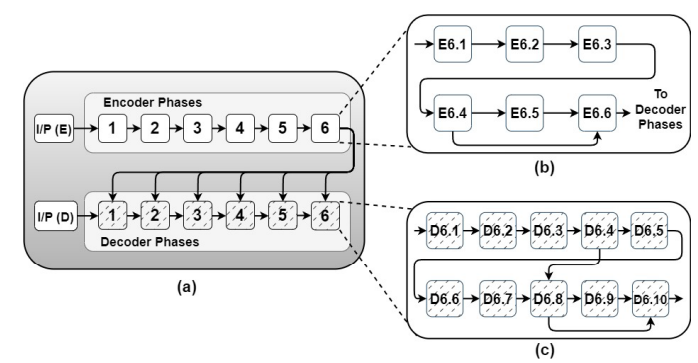 Encoder Phases
I/P (E)
1 2 3 4 5 6
I/P (D)
1 2 3 4 5 6
Decoder Phases
(a)
E6.1 E6.2 E6.3
E6.4 E6.5 E6.6
To
Decoder
Phases
(b)
D6.1 D6.2 D6.3 D6.4 D6.5
D6.6 D6.7 D6.8 D6.9 D6.10
(c)